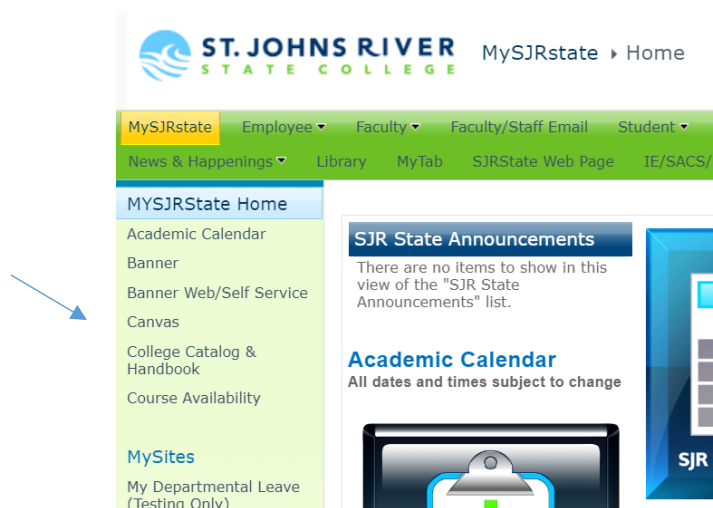 ST. JOHNS RIVER
STATE COLLEGE
MySJRstate ▸ Home
MySJRstate Employee Faculty Faculty/Staff Email Student
News & Happenings Library MyTab SJRState Web Page IE/SACS/
MYSJRState Home
Academic Calendar
Banner
Banner Web/Self Service
Canvas
College Catalog &
Handbook
Course Availability
MySites
My Departmental Leave
(Testing Only)
SJR State Announcements
There are no items to show in this
view of the "SJR State
Announcements" list.
Academic Calendar
All dates and times subject to change
SJR